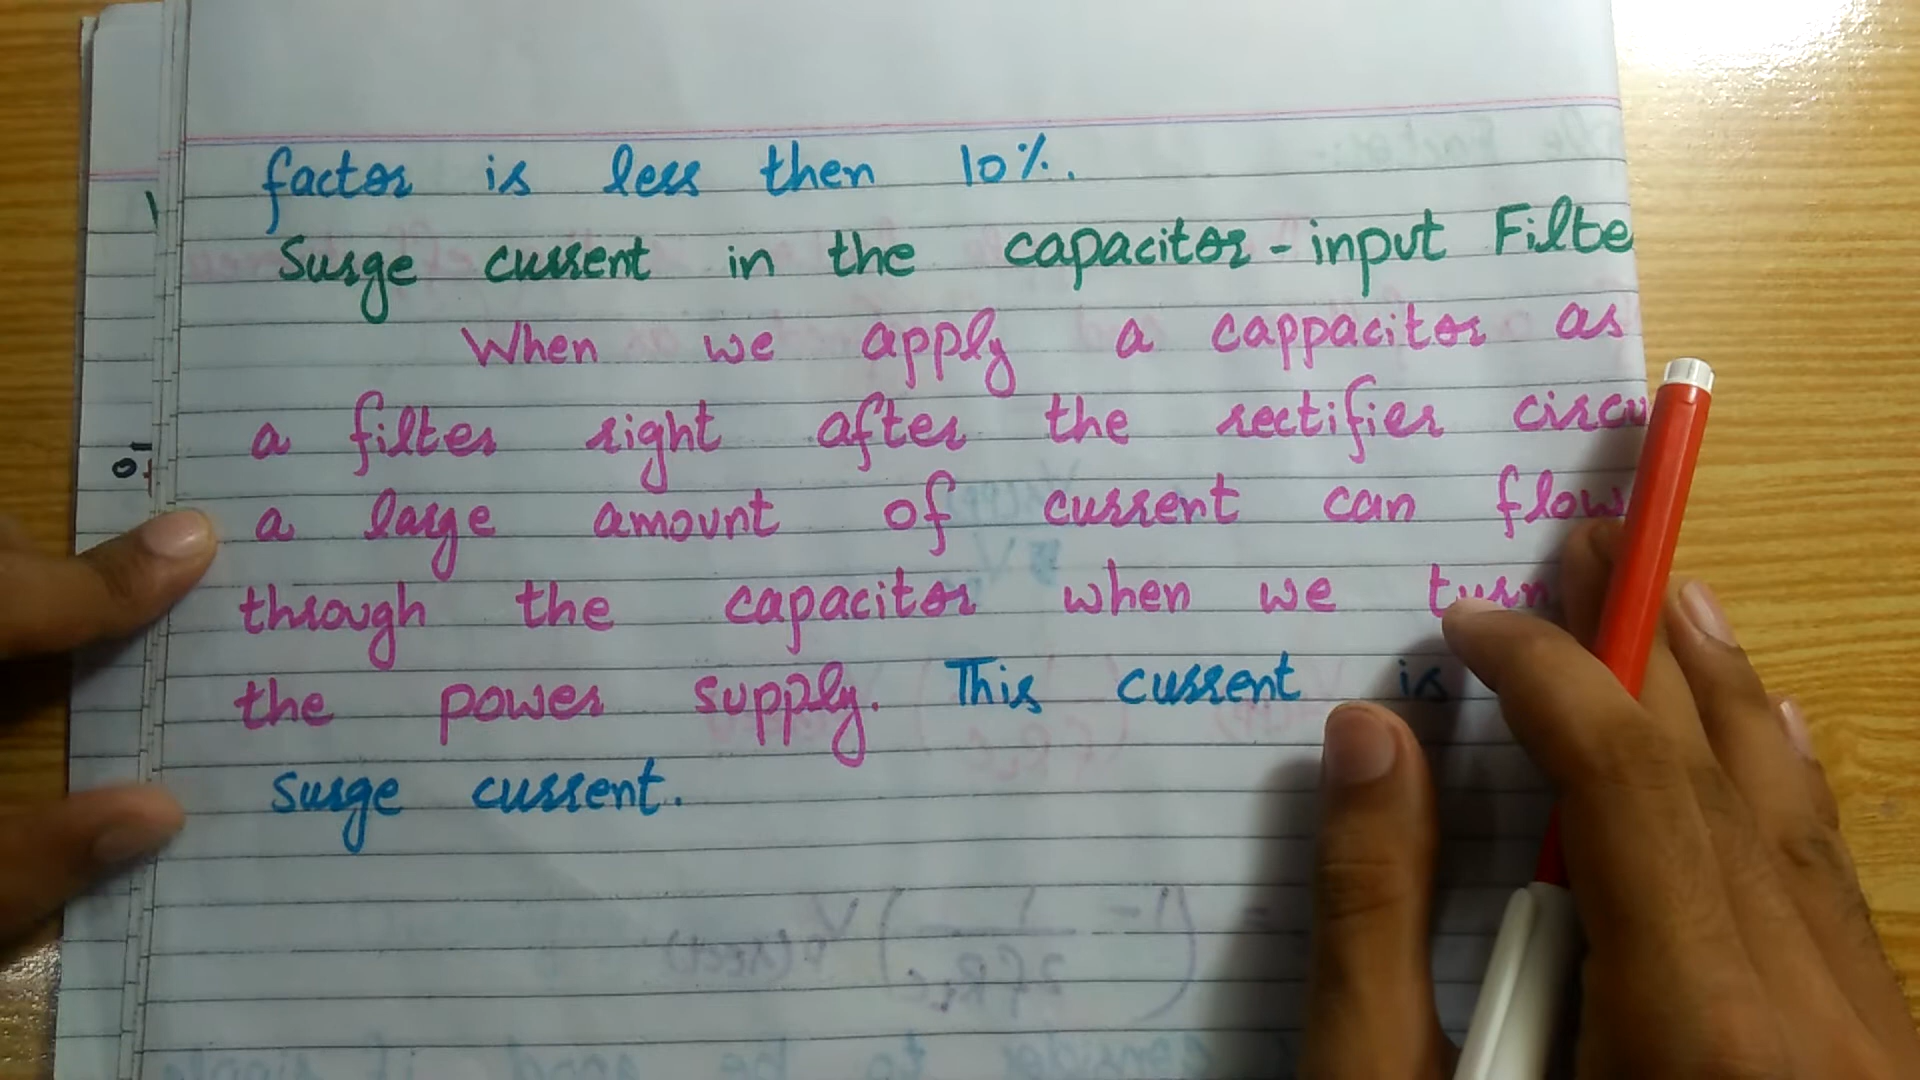 factor is less then 10%.
Surge current in the capacitor-input Filte
When we apply a cappacitor as
a filter right after the rectifier circu
a large amount of current can flow
through the capacitor when we turn
the power supply. This current is
surge current.